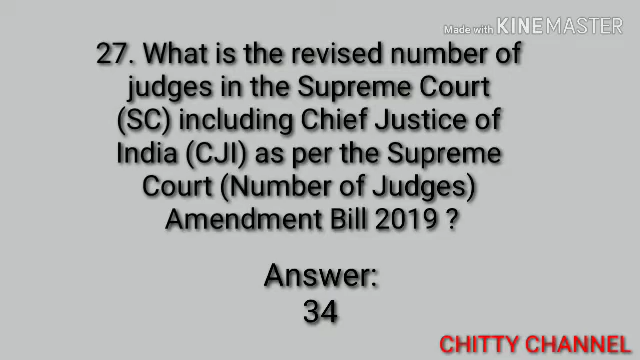 Made with KINEMASTER
27. What is the revised number of
judges in the Supreme Court
(SC) including Chief Justice of
India (CJI) as per the Supreme
Court (Number of Judges)
Amendment Bill 2019 ?
Answer:
34
CHITTY CHANNEL